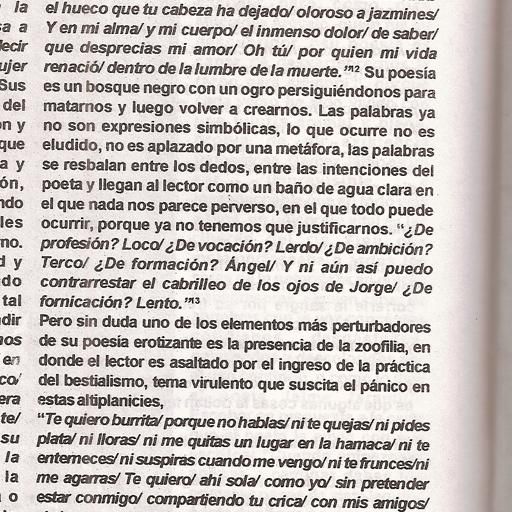 la
sa a
ecir
ujer
Sus
del
ón y
que
a y
ón,
ndo
les
no.
d y
do
tal
dir
nos
en
co/
era
te/
su
la
la
o
el hueco que tu cabeza ha dejado/ oloroso a jazmines/
Y en mi alma/ y mi cuerpo/ el inmenso dolor/ de saber/
que desprecias mi amor/ Oh tú/ por quien mi vida
renació/ dentro de la lumbre de la muerte."12 Su poesía
es un bosque negro con un ogro persiguiéndonos para
matarnos y luego volver a crearnos. Las palabras ya
no son expresiones simbólicas, lo que ocurre no es
eludido, no es aplazado por una metáfora, las palabras
se resbalan entre los dedos, entre las intenciones del
poeta y llegan al lector como un baño de agua clara en
el que nada nos parece perverso, en el que todo puede
ocurrir, porque ya no tenemos que justificarnos. "¿De
profesión? Loco/ ¿De vocación? Lerdo/ ¿De ambición?
Terco/ ¿De formación? Ángel/ Y ni aún así puedo
contrarrestar el cabrilleo de los ojos de Jorge/ ¿De
fornicación? Lento."13
Pero sin duda uno de los elementos más perturbadores
de su poesía erotizante es la presencia de la zoofilia, en
donde el lector es asaltado por el ingreso de la práctica
del bestialismo, tema virulento que suscita el pánico en
estas altiplanicies,
"Te quiero burrita/ porque no hablas/ ni te quejas/ ni pides
plata/ ni lloras/ ni me quitas un lugar en la hamaca/ ni te
enterneces/ ni suspiras cuando me vengo/ ni te frunces/ni
me agarras/ Te quiero/ ahí sola/ como yo/ sin pretender
estar conmigo/ compartiendo tu crica/ con mis amigos/